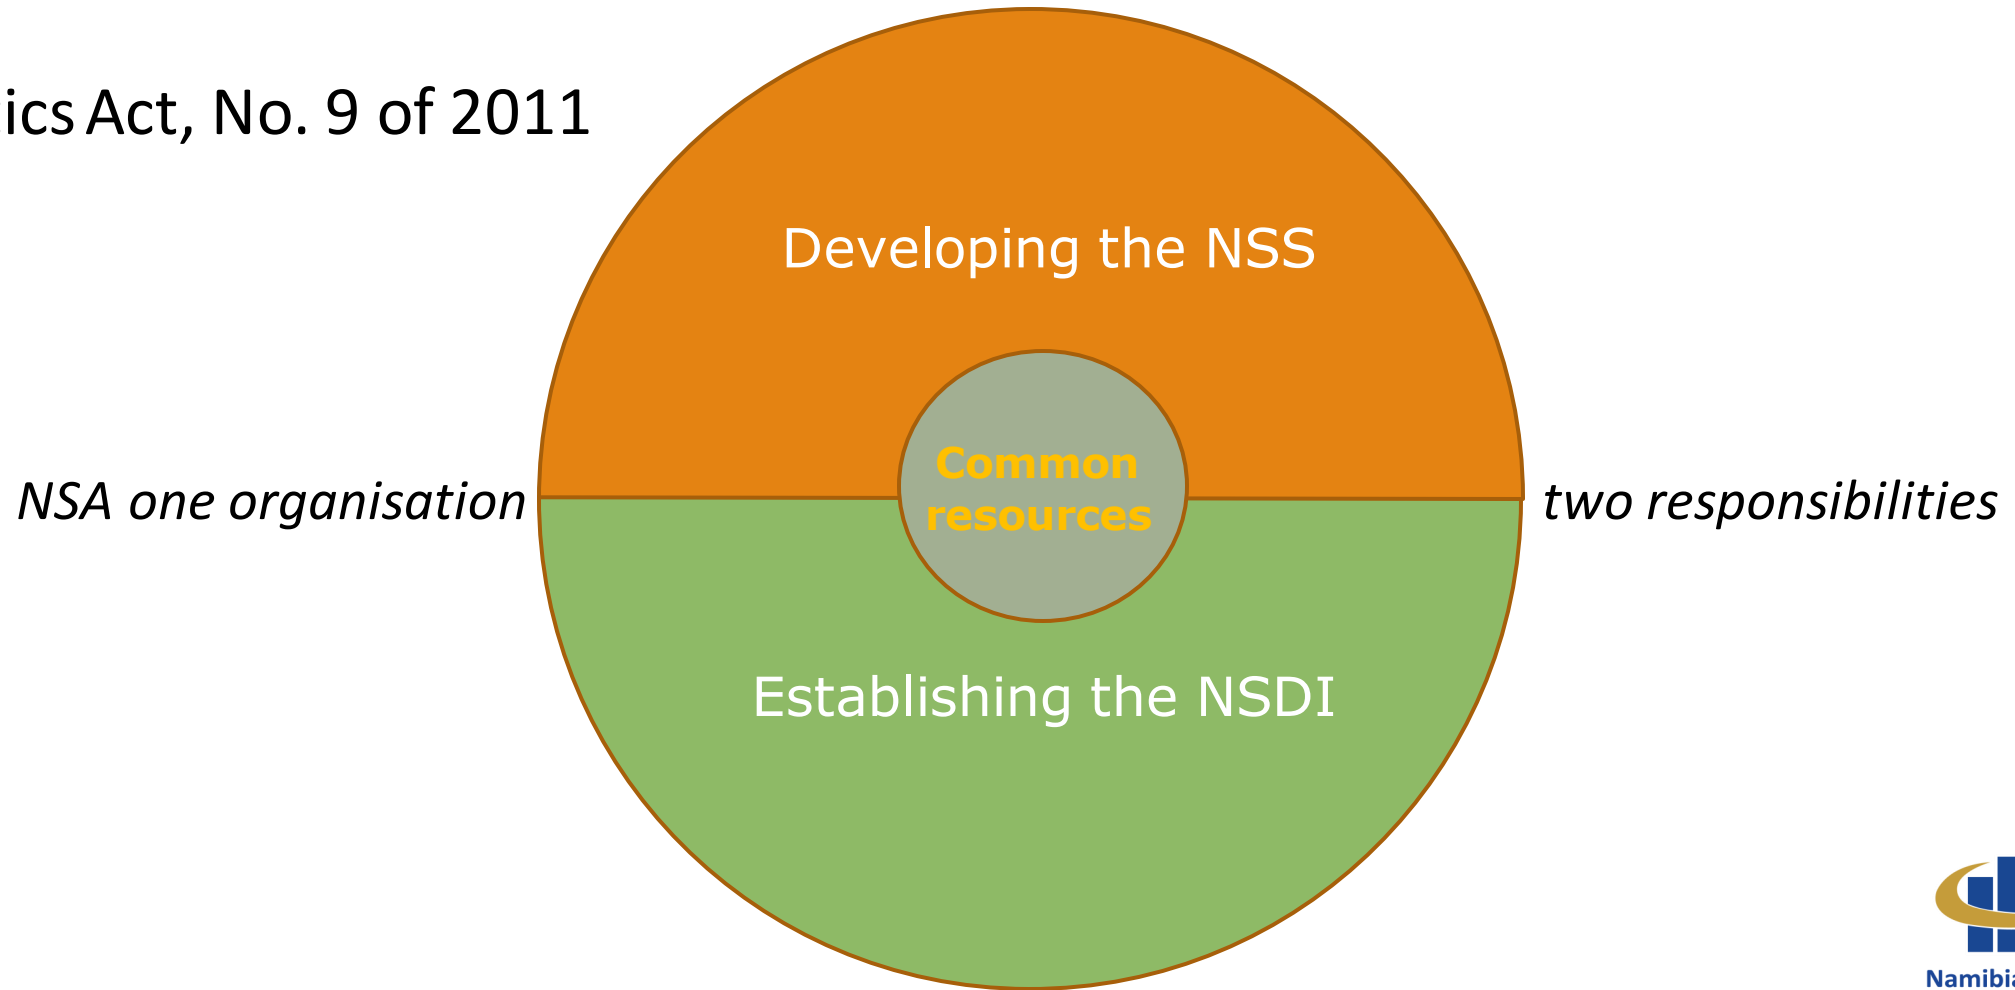 ics Act, No. 9 of 2011
Developing the NSS
Common
resources
NSA one organisation
two responsibilities
Establishing the NSDI
Namibia